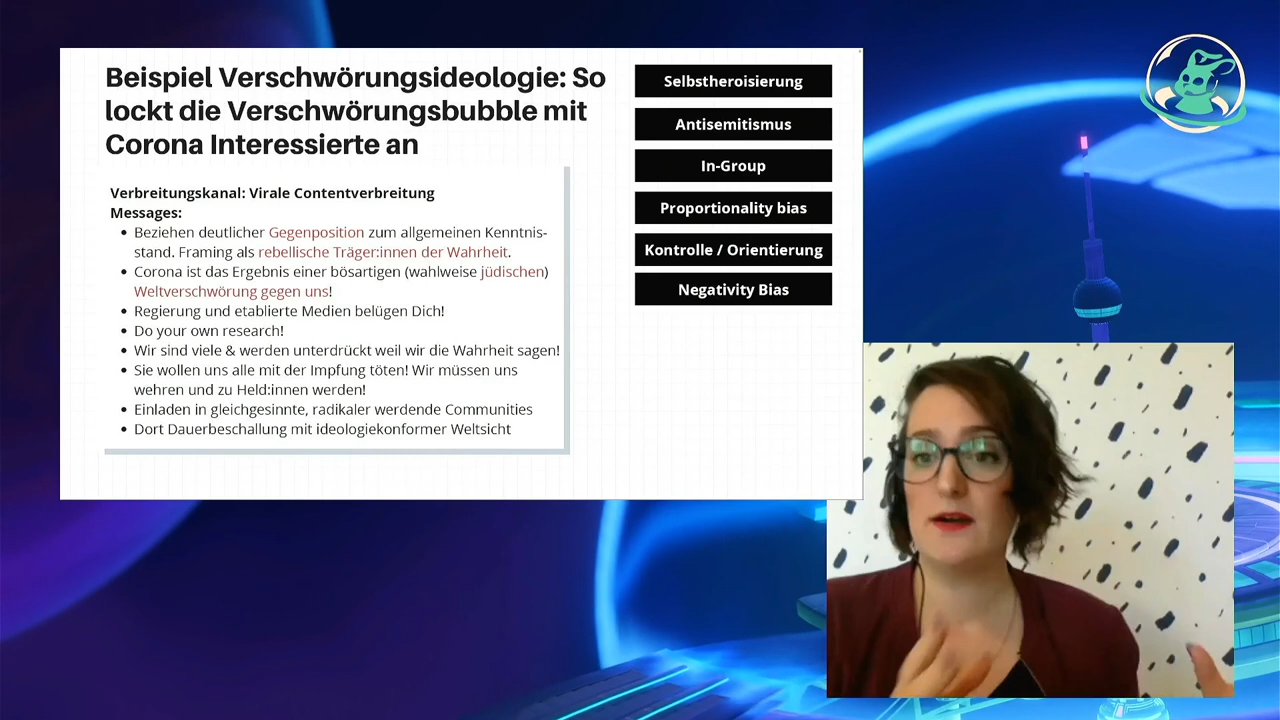 Beispiel Verschwörungsideologie: So
lockt die Verschwörungsbubble mit
Corona Interessierte an
Verbreitungskanal: Virale Contentverbreitung
Messages:
• Beziehen deutlicher Gegenposition zum allgemeinen Kenntnis-
stand. Framing als rebellische Träger:innen der Wahrheit.
• Corona ist das Ergebnis einer bösartigen (wahlweise jüdischen)
Weltverschwörung gegen uns!
• Regierung und etablierte Medien belügen Dich!
• Do your own research!
• Wir sind viele & werden unterdrückt weil wir die Wahrheit sagen!
• Sie wollen uns alle mit der Impfung töten! Wir müssen uns
wehren und zu Held:innen werden!
• Einladen in gleichgesinnte, radikaler werdende Communities
• Dort Dauerbeschallung mit ideologiekonformer Weltsicht
Selbstheroisierung
Antisemitismus
In-Group
Proportionality bias
Kontrolle / Orientierung
Negativity Bias